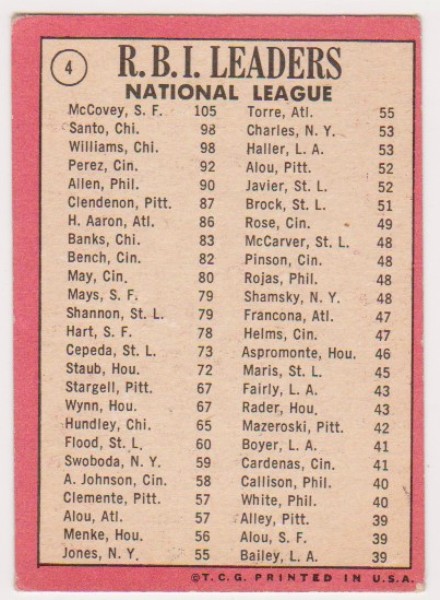 4
R.B.I. LEADERS
NATIONAL LEAGUE
McCovey, S. F. 105
Santo, Chi. 98
Williams, Chi. 98
Perez, Cin. 92
Allen, Phil. 90
Clendenon, Pitt. 87
H. Aaron, Atl. 86
Banks, Chi. 83
Bench, Cin. 82
May, Cin. 80
Mays, S. F. 79
Shannon, St. L. 79
Hart, S. F. 78
Cepeda, St. L. 73
Staub, Hou. 72
Stargell, Pitt. 67
Wynn, Hou. 67
Hundley, Chi. 65
Flood, St. L. 60
Swoboda, N. Y. 59
A. Johnson, Cin. 58
Clemente, Pitt. 57
Alou, Atl. 57
Menke, Hou. 56
Jones, N. Y. 55
Torre, Atl. 55
Charles, N. Y. 53
Haller, L. A. 53
Alou, Pitt. 52
Javier, St. L. 52
Brock, St. L. 51
Rose, Cin. 49
McCarver, St. L. 48
Pinson, Cin. 48
Rojas, Phil. 48
Shamsky, N. Y. 48
Francona, Atl. 47
Helms, Cin. 47
Aspromonte, Hou. 46
Maris, St. L. 45
Fairly, L. A. 43
Rader, Hou. 43
Mazeroski, Pitt. 42
Boyer, L. A. 41
Cardenas, Cin. 41
Callison, Phil. 40
White, Phil. 40
Alley, Pitt. 39
Alou, S. F. 39
Bailey, L. A. 39
© T. C. G. PRINTED IN U.S.A.